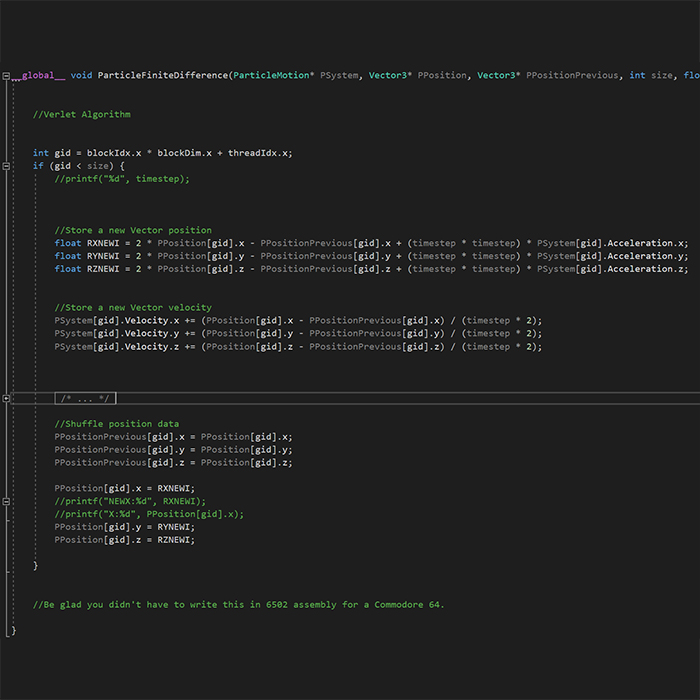 __global__ void ParticleFiniteDifference(ParticleMotion* PSystem, Vector3* PPosition, Vector3* PPositionPrevious, int size, flo
//Verlet Algorithm
int gid = blockIdx.x * blockDim.x + threadIdx.x;
if (gid < size) {
//printf("%d", timestep);
//Store a new Vector position
float RXNEWI = 2 * PPosition[gid].x - PPositionPrevious[gid].x + (timestep * timestep) * PSystem[gid].Acceleration.x;
float RYNEWI = 2 * PPosition[gid].y - PPositionPrevious[gid].y + (timestep * timestep) * PSystem[gid].Acceleration.y;
float RZNEWI = 2 * PPosition[gid].z - PPositionPrevious[gid].z + (timestep * timestep) * PSystem[gid].Acceleration.z;
//Store a new Vector velocity
PSystem[gid].Velocity.x += (PPosition[gid].x - PPositionPrevious[gid].x) / (timestep * 2);
PSystem[gid].Velocity.y += (PPosition[gid].y - PPositionPrevious[gid].y) / (timestep * 2);
PSystem[gid].Velocity.z += (PPosition[gid].z - PPositionPrevious[gid].z) / (timestep * 2);
/* ... */
//Shuffle position data
PPositionPrevious[gid].x = PPosition[gid].x;
PPositionPrevious[gid].y = PPosition[gid].y;
PPositionPrevious[gid].z = PPosition[gid].z;
PPosition[gid].x = RXNEWI;
//printf("NEWX:%d", RXNEWI);
//printf("X:%d", PPosition[gid].x);
PPosition[gid].y = RYNEWI;
PPosition[gid].z = RZNEWI;
}
//Be glad you didn't have to write this in 6502 assembly for a Commodore 64.
}